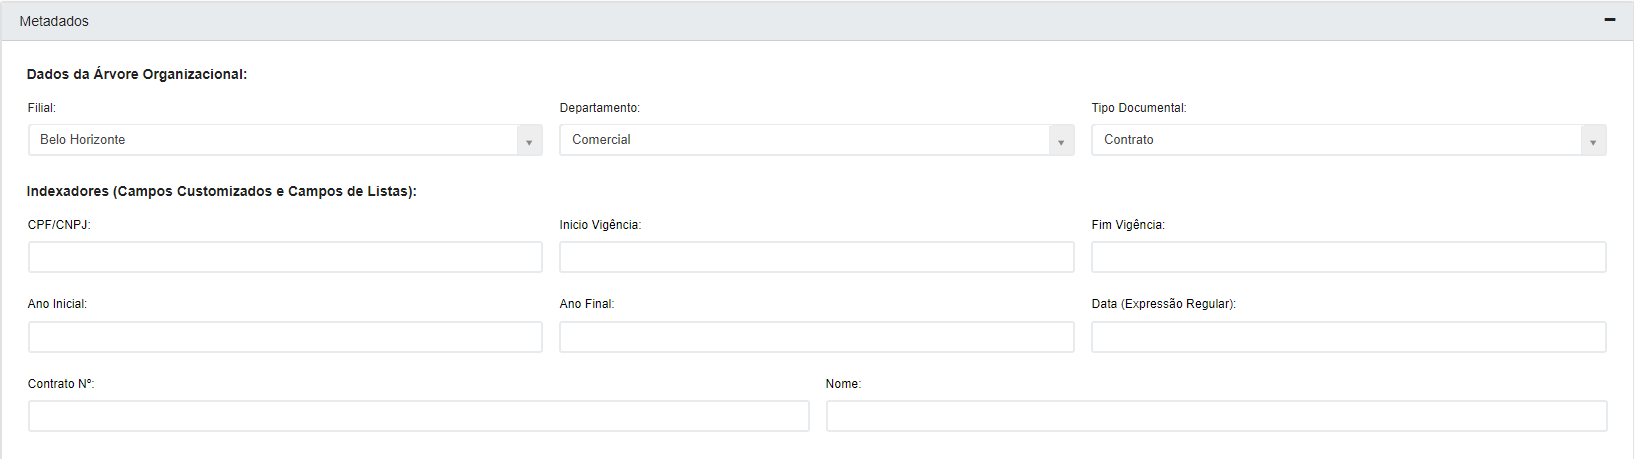 Metadados
Dados da Árvore Organizacional:
Filial: Departamento: Tipo Documental:
Belo Horizonte Comercial Contrato
Indexadores (Campos Customizados e Campos de Listas):
CPF/CNPJ: Inicio Vigência: Fim Vigência:
Ano Inicial: Ano Final: Data (Expressão Regular):
Contrato Nº: Nome: